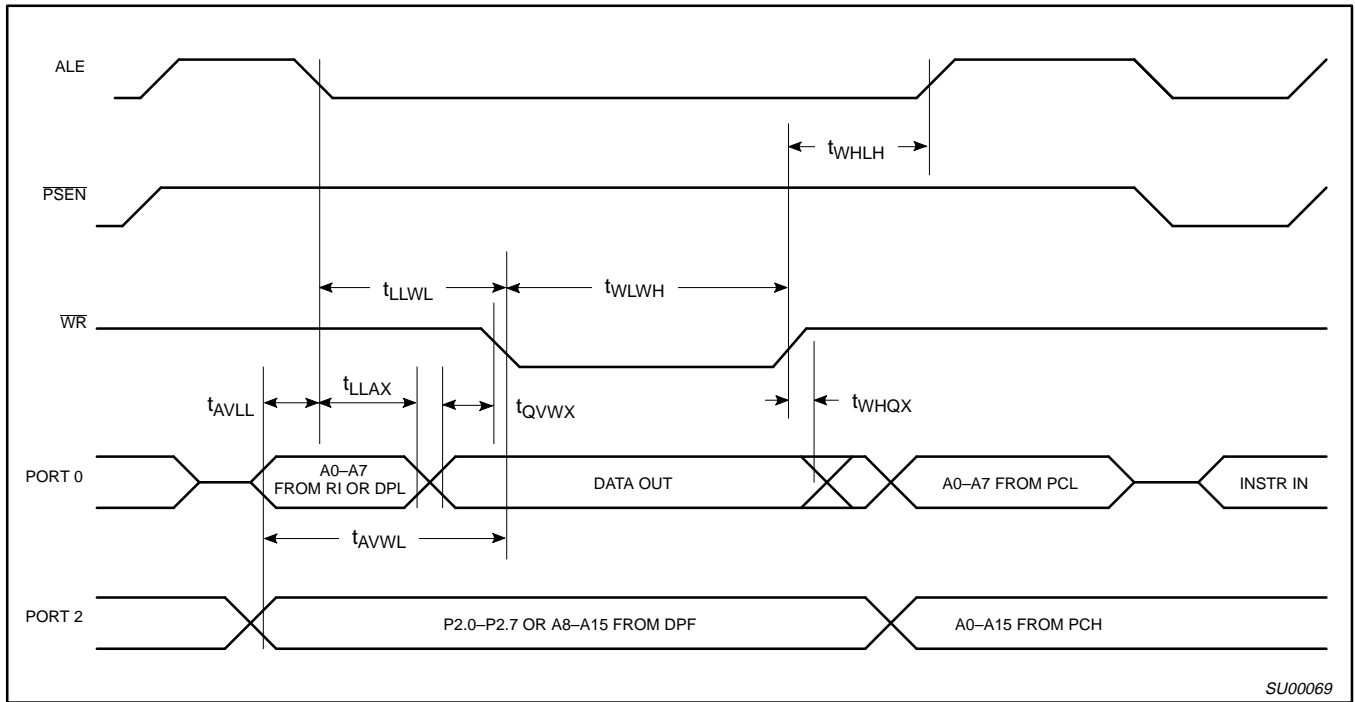 ALE
tWHLH
PSEN
tLLWL
tWLWH
WR
tAVLL
tLLAX
tQVWX
tWHQX
PORT 0
A0–A7
FROM RI OR DPL
DATA OUT
A0–A7 FROM PCL
INSTR IN
tAVWL
PORT 2
P2.0–P2.7 OR A8–A15 FROM DPF
A0–A15 FROM PCH
SU00069